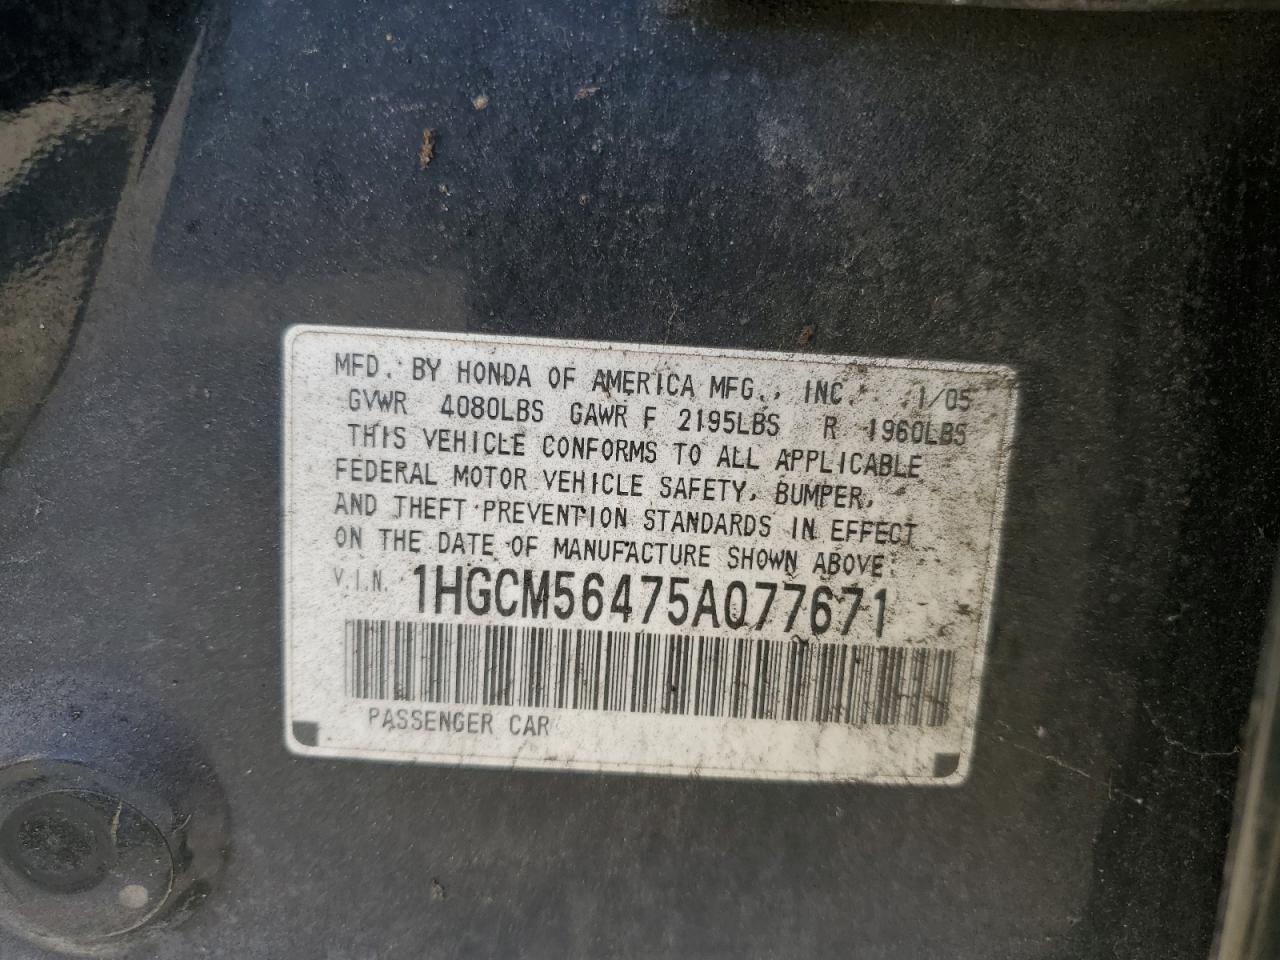 MFD. BY HONDA OF AMERICA MFG., INC. 1/05
GVWR 4080LBS GAWR F 2195LBS R 1960LBS
THIS VEHICLE CONFORMS TO ALL APPLICABLE
FEDERAL MOTOR VEHICLE SAFETY, BUMPER,
AND THEFT PREVENTION STANDARDS IN EFFECT
ON THE DATE OF MANUFACTURE SHOWN ABOVE.
V.I.N. 1HGCM56475A077671
PASSENGER CAR